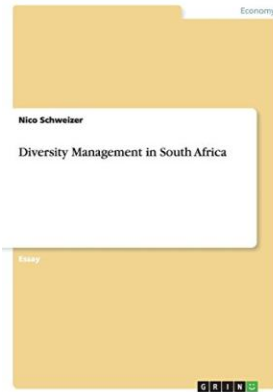 Economy
Nico Schweizer
Diversity Management in South Africa
Essay
GRIN